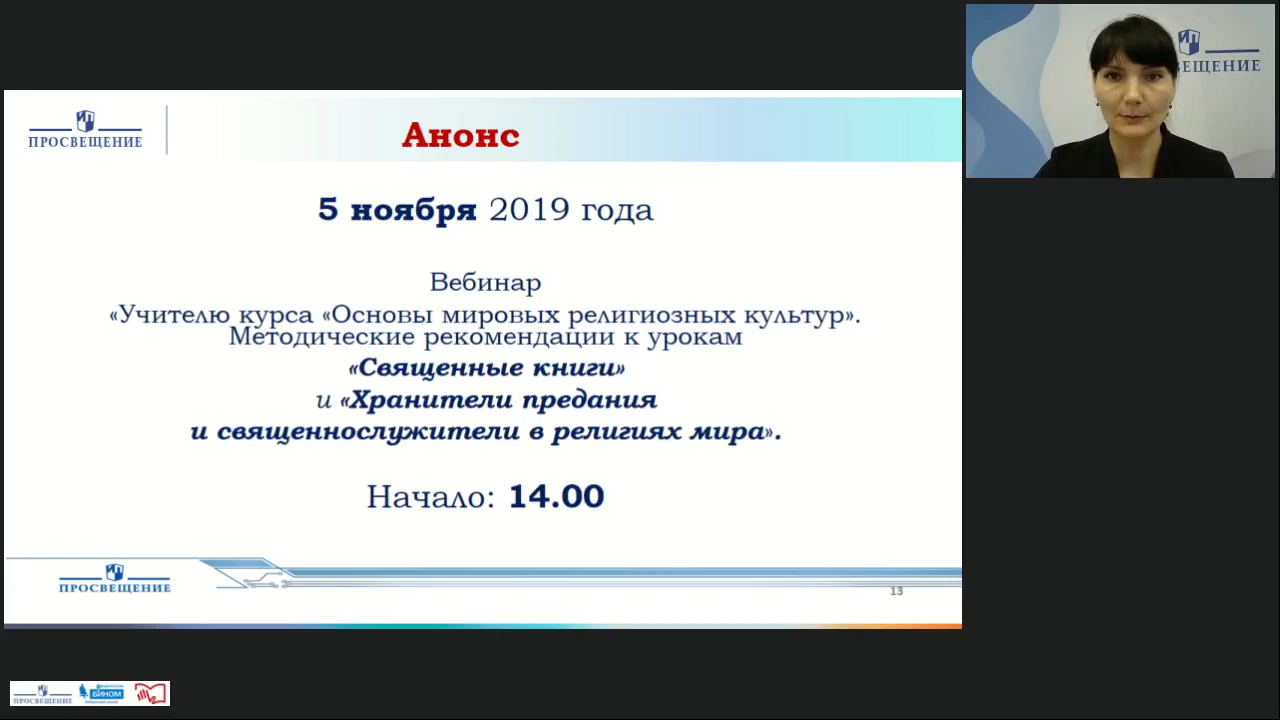 ПРОСВЕЩЕНИЕ
Анонс
5 ноября 2019 года
Вебинар
«Учителю курса «Основы мировых религиозных культур».
Методические рекомендации к урокам
«Священные книги»
и «Хранители предания
и священнослужители в религиях мира».
Начало: 14.00
ПРОСВЕЩЕНИЕ
13
ЕЩЕНИЕ
ПРОСВЕЩЕНИЕ
БИНОМ